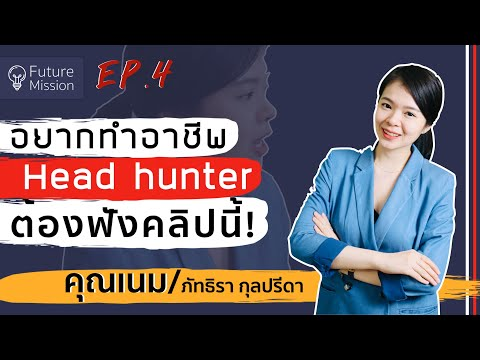 Future
Mission
EP.4
อยากทำอาชีพ
Head hunter
ต้องฟังคลิปนี้!
คุณเนม/ภัทธิรา กุลปรีดา